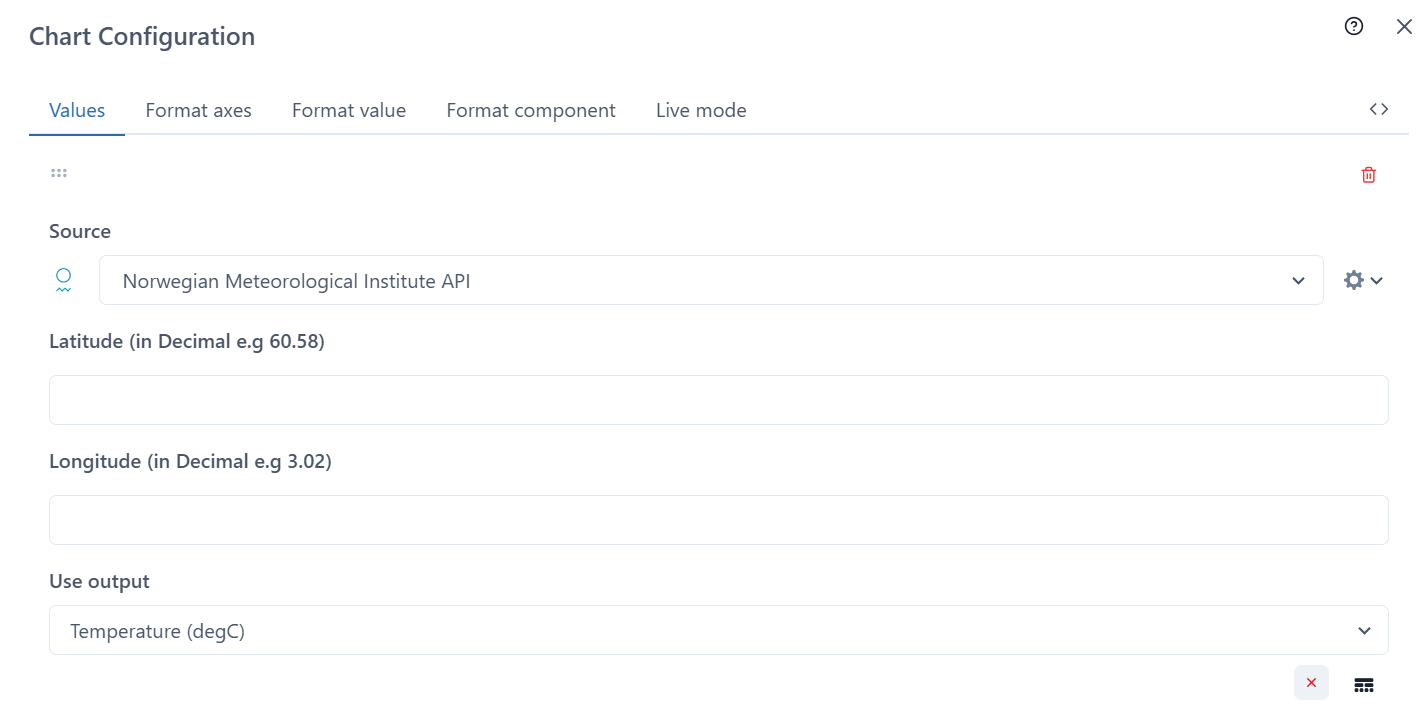 Chart Configuration
Values Format axes Format value Format component Live mode
Source
Norwegian Meteorological Institute API
Latitude (in Decimal e.g 60.58)
Longitude (in Decimal e.g 3.02)
Use output
Temperature (degC)